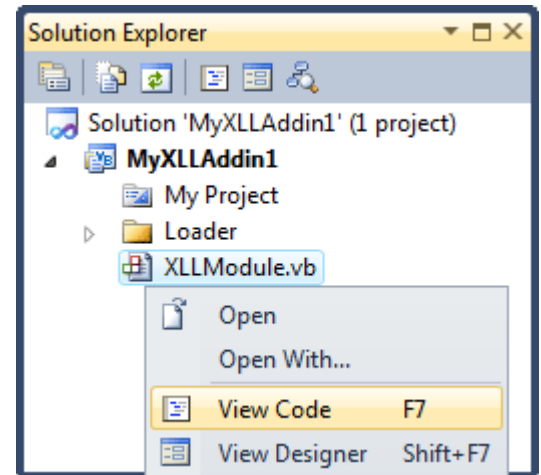 Solution Explorer
Solution 'MyXLLAddin1' (1 project)
MyXLLAddin1
My Project
Loader
XLLModule.vb
Open
Open With...
View Code F7
View Designer Shift+F7